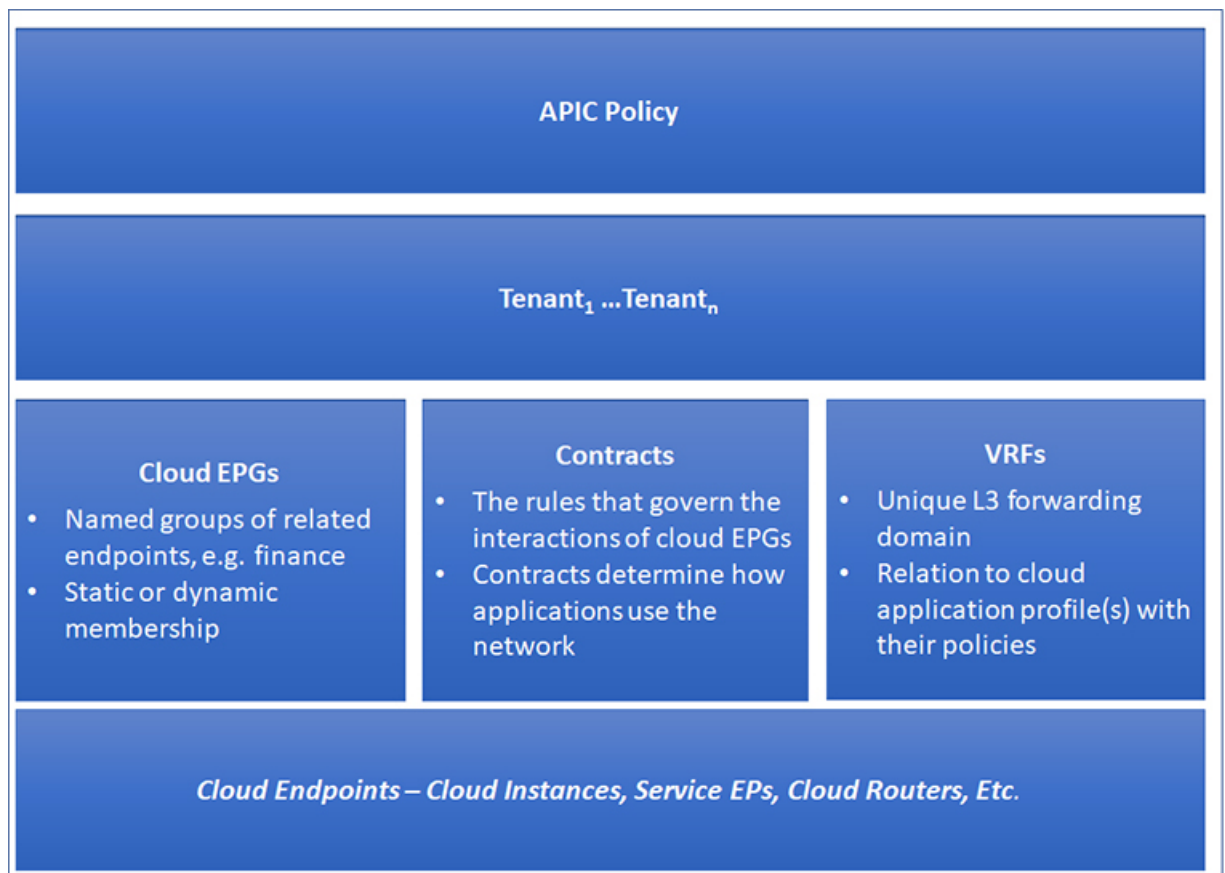 APIC Policy
Tenant₁ ...Tenantₙ
Cloud EPGs
• Named groups of related
endpoints, e.g. finance
• Static or dynamic
membership
Contracts
• The rules that govern the
interactions of cloud EPGs
• Contracts determine how
applications use the
network
VRFs
• Unique L3 forwarding
domain
• Relation to cloud
application profile(s) with
their policies
Cloud Endpoints – Cloud Instances, Service EPs, Cloud Routers, Etc.